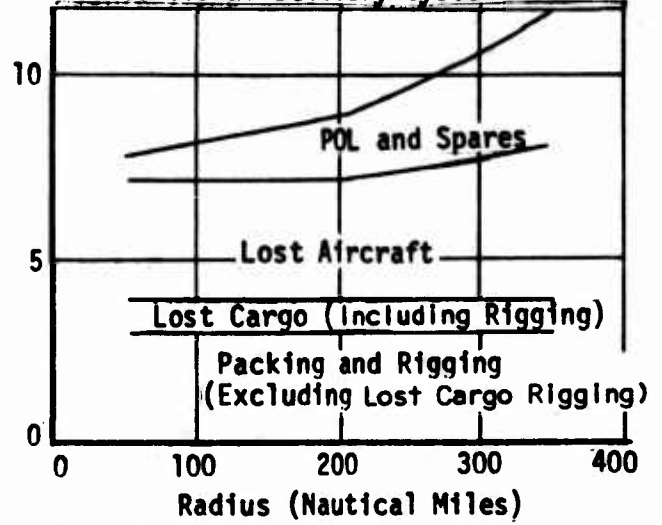 10
POL and Spares
5
Lost Aircraft
Lost Cargo (Including Rigging)
Packing and Rigging
(Excluding Lost Cargo Rigging)
0
0 100 200 300 400
Radius (Nautical Miles)